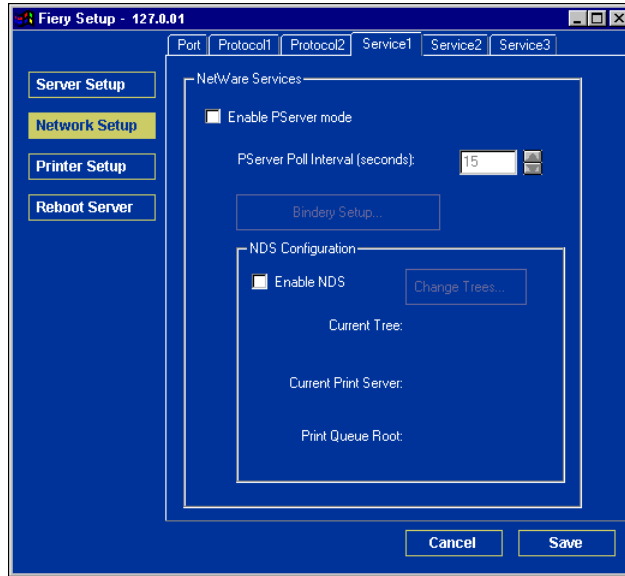 Fiery Setup - 127.0.01
Port Protocol1 Protocol2 Service1 Service2 Service3
Server Setup
Network Setup
Printer Setup
Reboot Server
NetWare Services
Enable PServer mode
PServer Poll Interval (seconds): 15
Bindery Setup...
NDS Configuration
Enable NDS
Change Trees...
Current Tree:
Current Print Server:
Print Queue Root:
Cancel Save